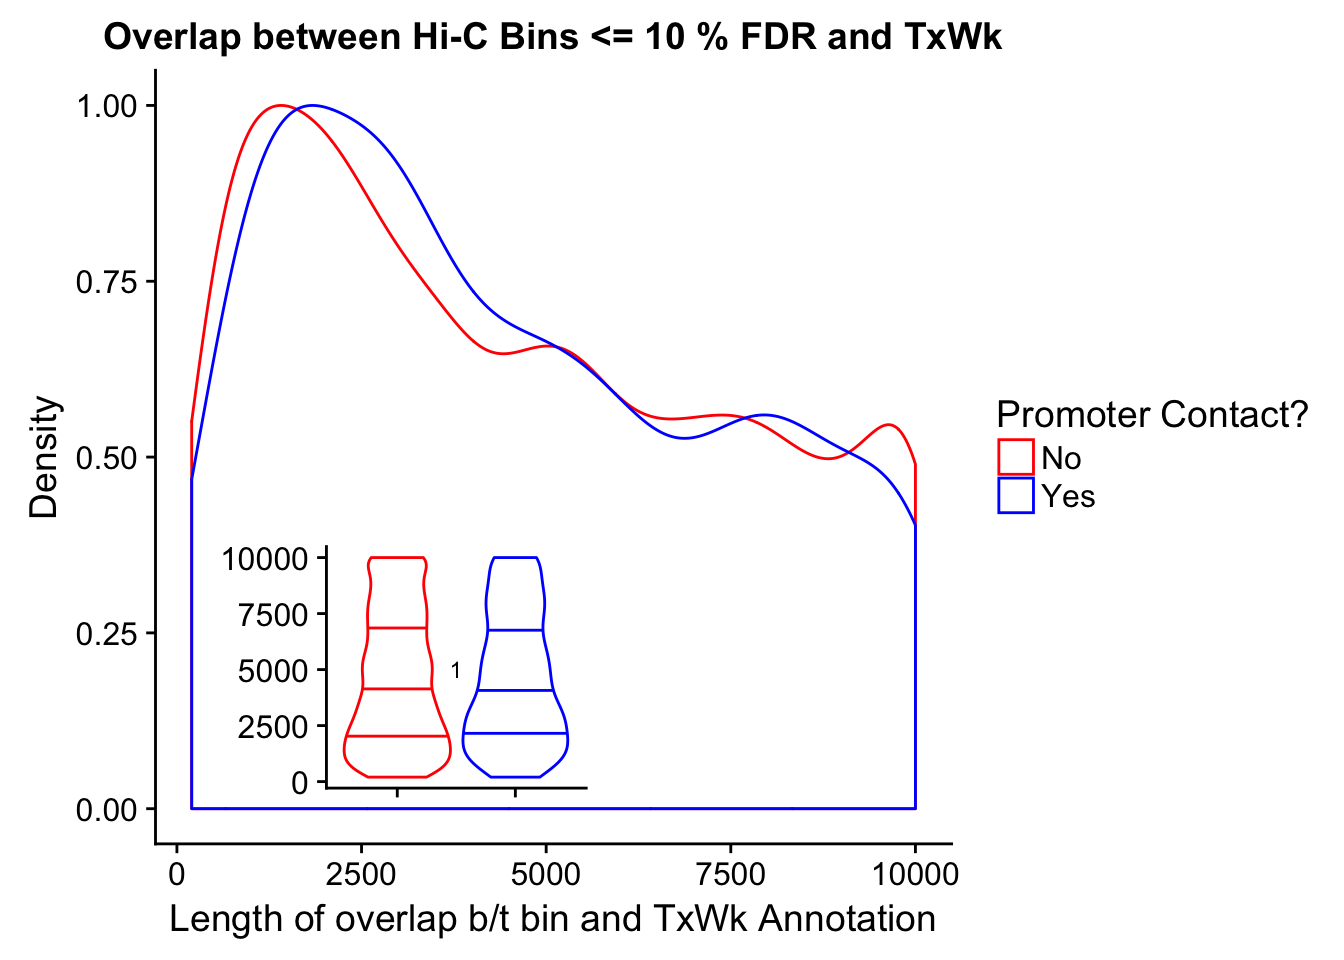 Overlap between Hi-C Bins <= 10 % FDR and TxWk
1.00
0.75
0.50
0.25
0.00
Density
10000
7500
5000
2500
0
1
0 2500 5000 7500 10000
Length of overlap b/t bin and TxWk Annotation
Promoter Contact?
No
Yes